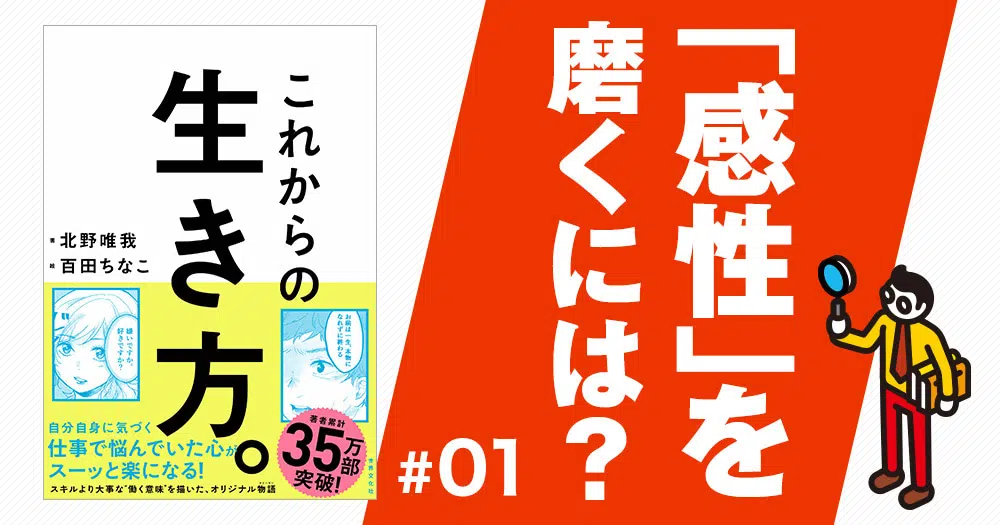 これからの
生き方。
著 北野唯我
絵 百田ちなこ
嫌いですか、
好きですか?
お前は一生、本物に
なれずに終わる
自分自身に気づく
仕事で悩んでいた心が
スーッと楽になる!
著者累計
35万部
突破!
スキルより大事な“働く意味”を描いた、オリジナル物語
世界文化社
「感性」を
磨くには?
#01